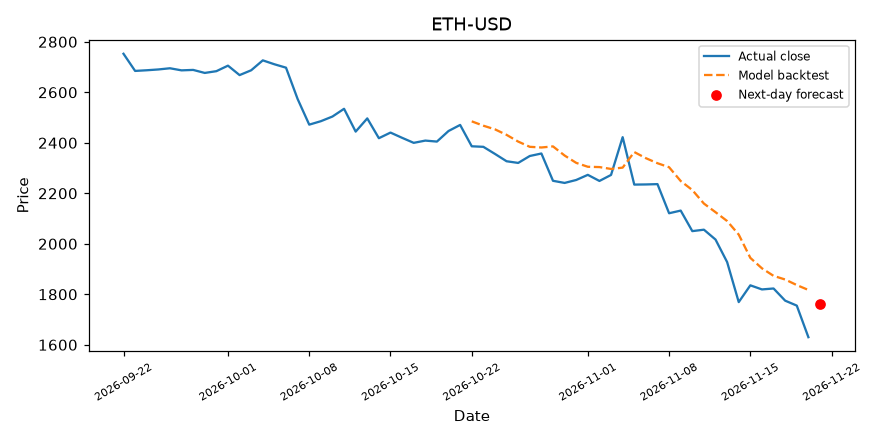 ETH-USD
Price
2800
2600
2400
2200
2000
1800
1600
Actual close
Model backtest
Next-day forecast
2026-09-22
2026-10-01
2026-10-08
2026-10-15
2026-10-22
2026-11-01
2026-11-08
2026-11-15
2026-11-22
Date